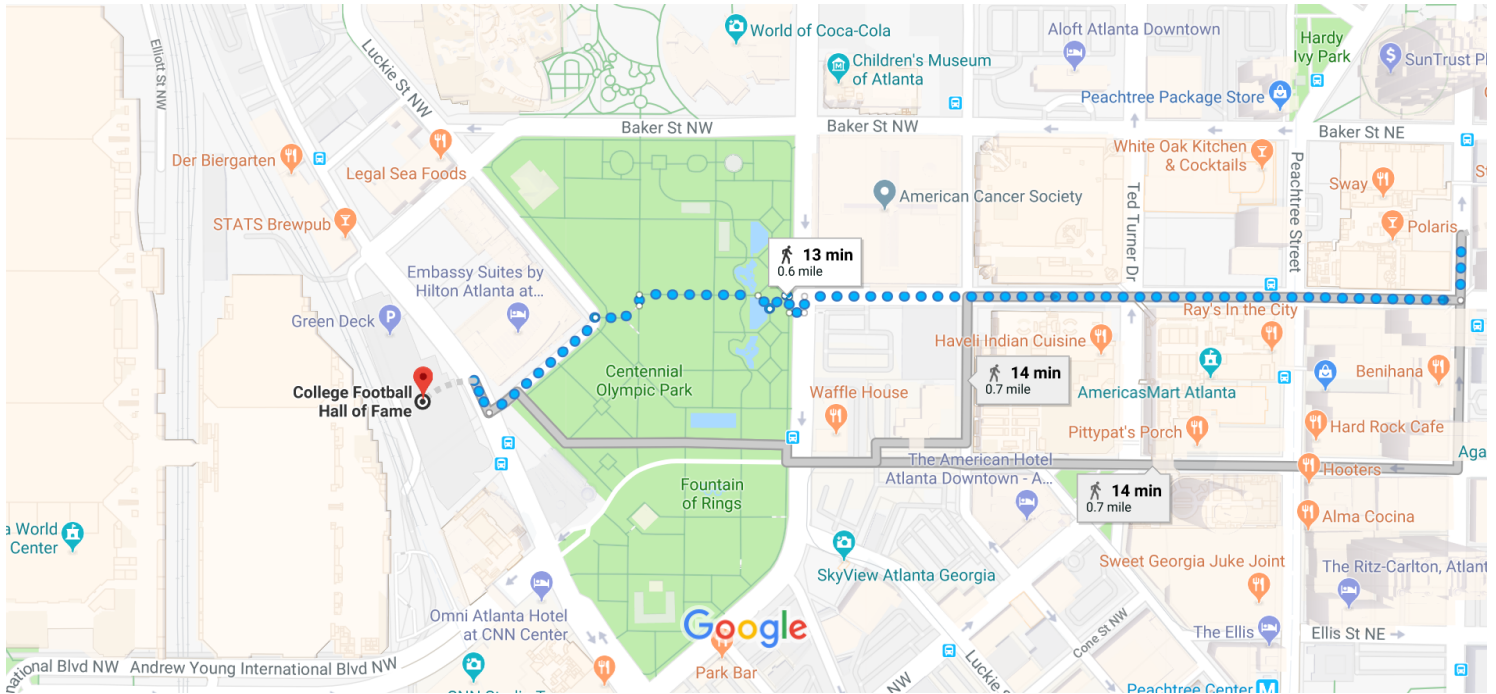 World of Coca-Cola
Aloft Atlanta Downtown
Hardy
Ivy Park
SunTrust Pl
Elliott St NW
Luckie St NW
Children's Museum
of Atlanta
Peachtree Package Store
Baker St NW
Baker St NW
Baker St NE
Der Biergarten
Legal Sea Foods
White Oak Kitchen
& Cocktails
Peachtree Street
Sway
St
American Cancer Society
Ted Turner Dr
STATS Brewpub
Polaris
13 min
0.6 mile
Embassy Suites by
Hilton Atlanta at...
Green Deck
P
Ray's In the City
Haveli Indian Cuisine
Centennial
Olympic Park
14 min
0.7 mile
Benihana
College Football
Hall of Fame
Waffle House
AmericasMart Atlanta
Pittypat's Porch
Hard Rock Cafe
Aga
The American Hotel
Atlanta Downtown - A...
Hooters
Fountain
of Rings
14 min
0.7 mile
Alma Cocina
a World
Center
SkyView Atlanta Georgia
Sweet Georgia Juke Joint
The Ritz-Carlton, Atlant
Omni Atlanta Hotel
at CNN Center
Google
Cone St NW
The Ellis
Ellis St NE
national Blvd NW
Andrew Young International Blvd NW
Park Bar
Luckie
NW
Peachtree Center
M